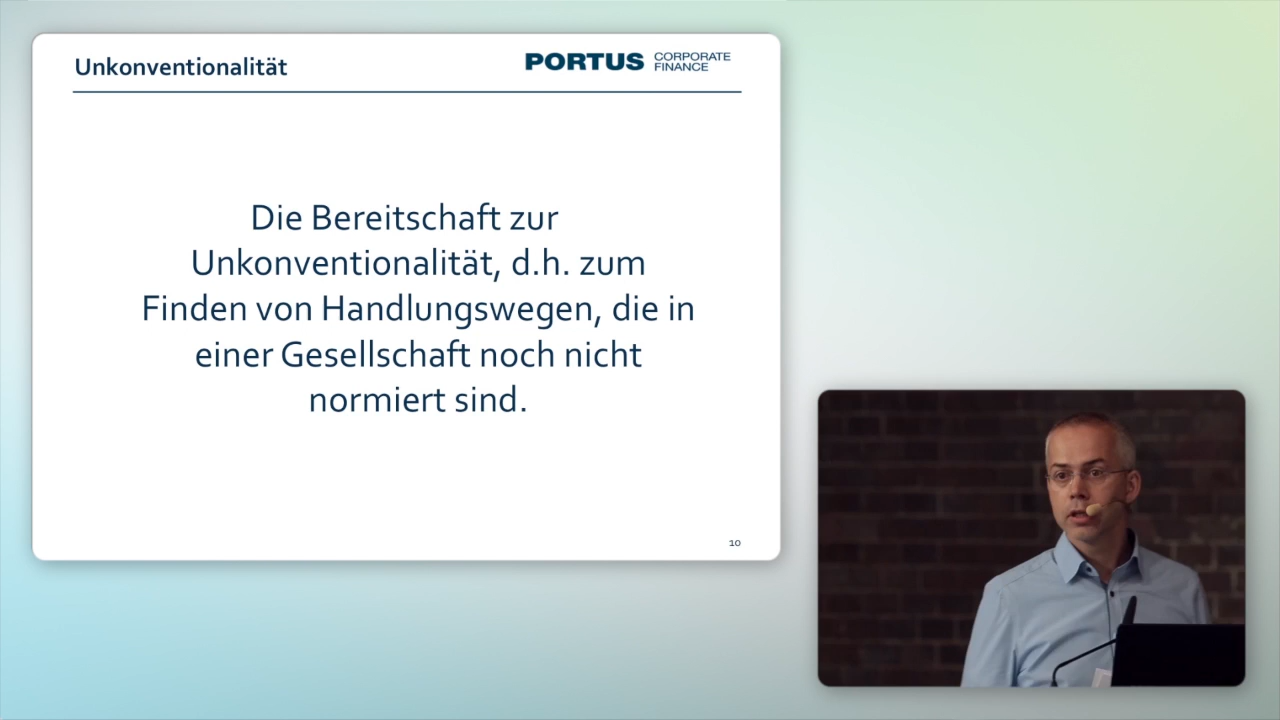 Unkonventionalität
PORTUS CORPORATE
FINANCE
Die Bereitschaft zur
Unkonventionalität, d.h. zum
Finden von Handlungswegen, die in
einer Gesellschaft noch nicht
normiert sind.
10